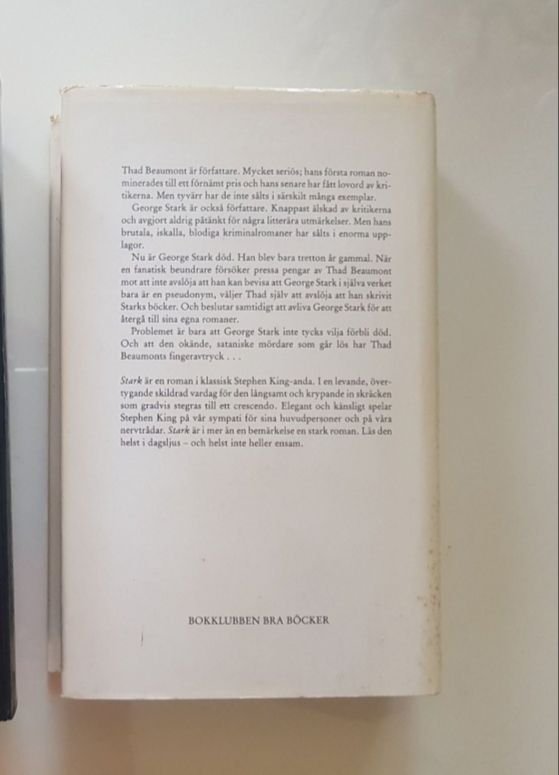 Thad Beaumont är författare. Mycket seriös; hans första roman no-
minerades till ett förnämt pris och hans senare har fått lovord av kri-
tikerna. Men tyvärr har de inte sålts i särskilt många exemplar.
George Stark är också författare. Knappast älskad av kritikerna
och avgjort aldrig påtänkt för några litterära utmärkelser. Men hans
brutala, iskalla, blodiga kriminalromaner har sålts i enorma upp-
lagor.
Nu är George Stark död. Han blev bara tretton år gammal. När
en fanatisk beundrare försöker pressa pengar av Thad Beaumont
mot att inte avslöja att han kan bevisa att George Stark i själva verket
bara är en pseudonym, väljer Thad själv att avslöja att han skrivit
Starks böcker. Och beslutar samtidigt att avliva George Stark för att
återgå till sina egna romaner.
Problemet är bara att George Stark inte tycks vilja förbli död.
Och att den okände, sataniske mördare som går lös har Thad
Beaumonts fingeravtryck . . .
Stark är en roman i klassisk Stephen King-anda. I en levande, över-
tygande skildrad vardag för den långsamt och krypande in skräcken
som gradvis stegras till ett crescendo. Elegant och känsligt spelar
Stephen King på vår sympati för sina huvudpersoner och på våra
nervtrådar. Stark är i mer än en bemärkelse en stark roman. Läs den
helst i dagsljus – och helst inte heller ensam.
BOKKLUBBEN BRA BÖCKER